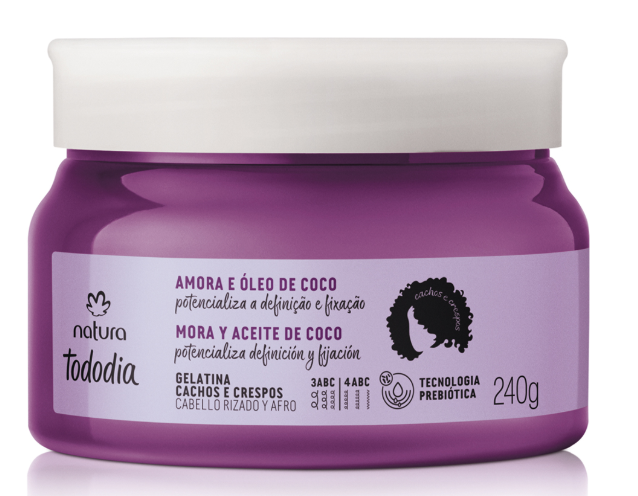 AMORA E ÓLEO DE COCO
potencializa a definição e fixação
MORA Y ACEITE DE COCO
potencializa definición y fijación
natura
tododia
cachos e crespos
GELATINA
CACHOS E CRESPOS
CABELLO RIZADO Y AFRO
3ABC 4ABC
TECNOLOGIA
PREBIÓTICA
240g